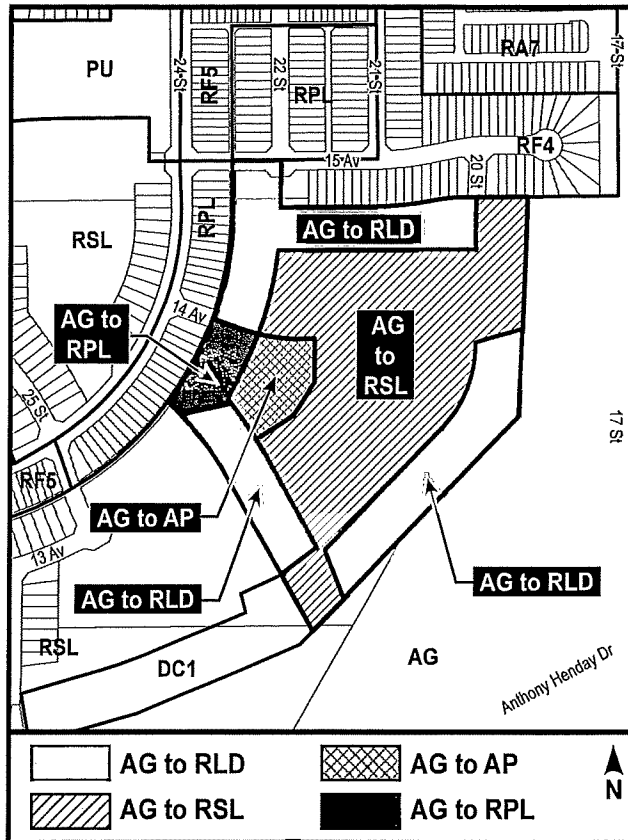 PU
24 St
RF5
22 St
RPL
21 St
RA7
17 St
RF4
15 Av
20 St
RSL
RPL
AG to RLD
14 Av
AG to
RPL
AG
to
RSL
25 St
17 St
RF5
AG to AP
13 Av
AG to RLD
AG to RLD
RSL
DC1
AG
Anthony Henday Dr
AG to RLD
AG to AP
AG to RSL
AG to RPL
N